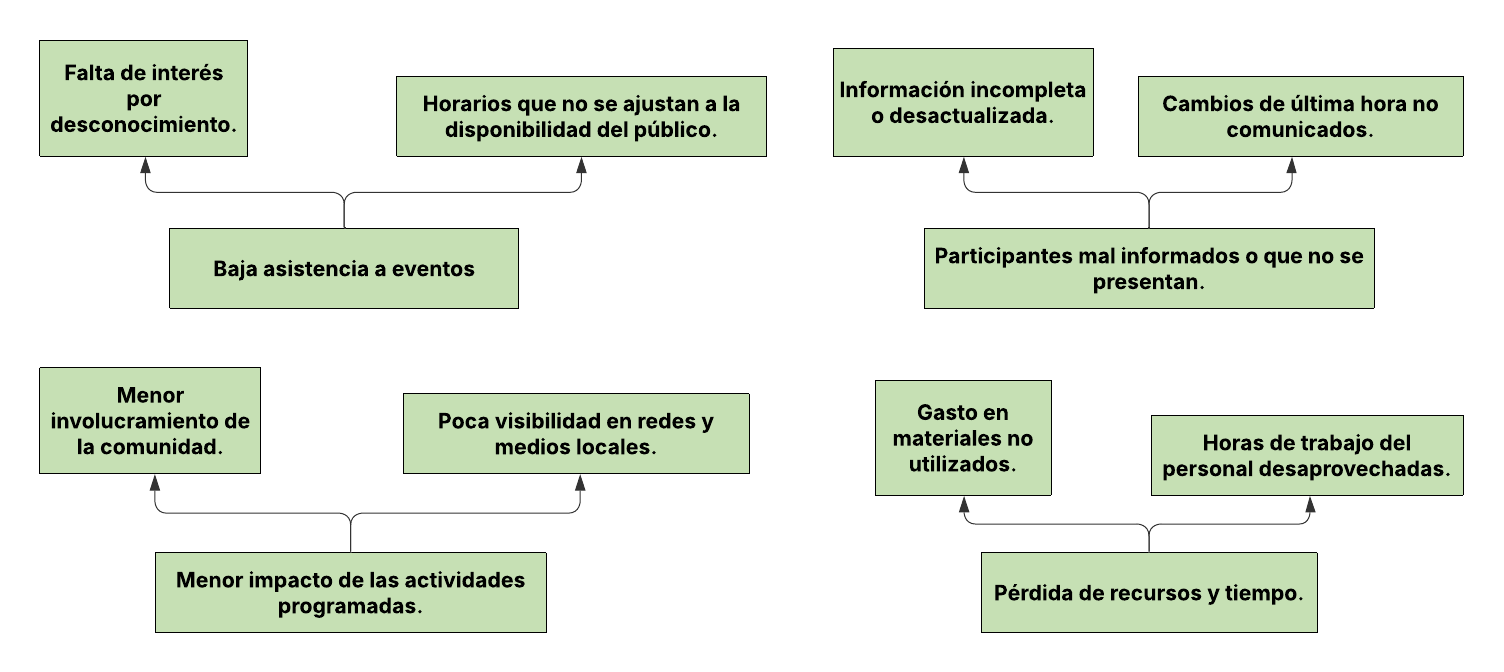 Falta de interés
por
desconocimiento.
Horarios que no se ajustan a la
disponibilidad del público.
Baja asistencia a eventos
Información incompleta
o desactualizada.
Cambios de última hora no
comunicados.
Participantes mal informados o que no se
presentan.
Menor
involucramiento de
la comunidad.
Poca visibilidad en redes y
medios locales.
Menor impacto de las actividades
programadas.
Gasto en
materiales no
utilizados.
Horas de trabajo del
personal desaprovechadas.
Pérdida de recursos y tiempo.